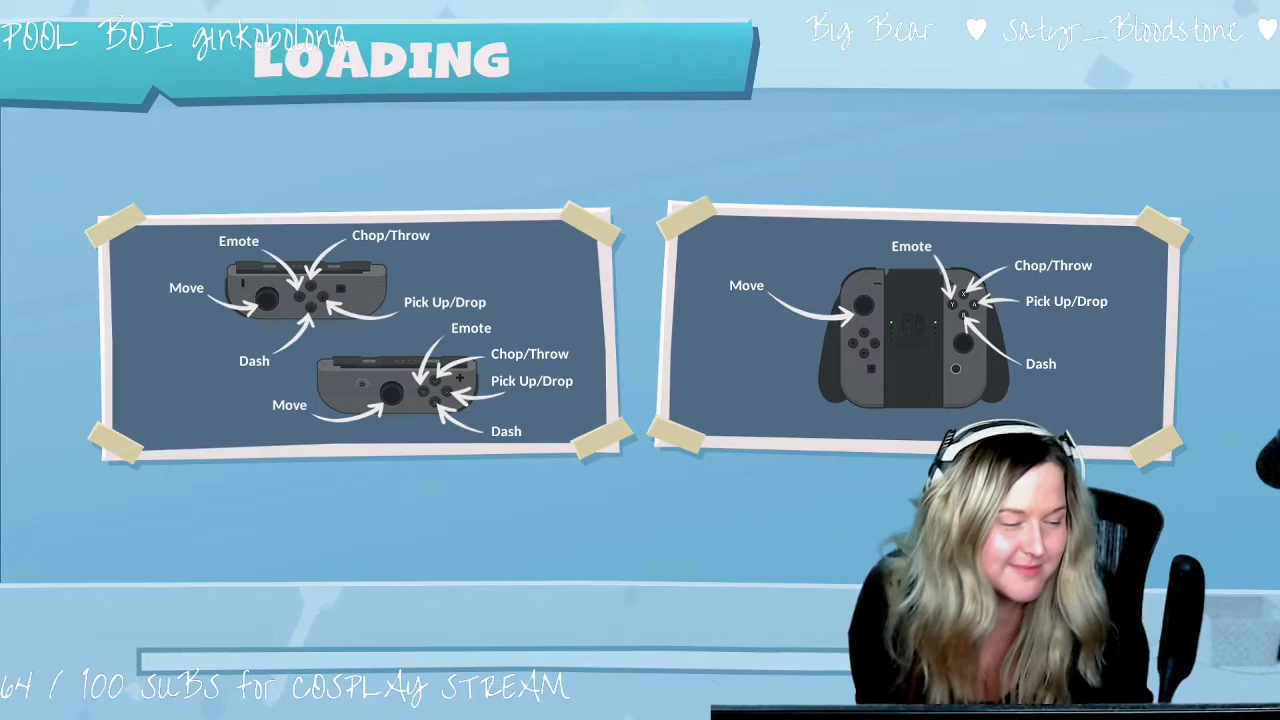 POOL BOI ginkobolona
Big Bear ♥ Satyr_Bloodstone ♥
LOADING
Emote
Chop/Throw
Move
Pick Up/Drop
Dash
Emote
Chop/Throw
Pick Up/Drop
Move
Dash
Emote
Chop/Throw
Move
Pick Up/Drop
Dash
64 / 100 SUBS for COSPLAY STREAM